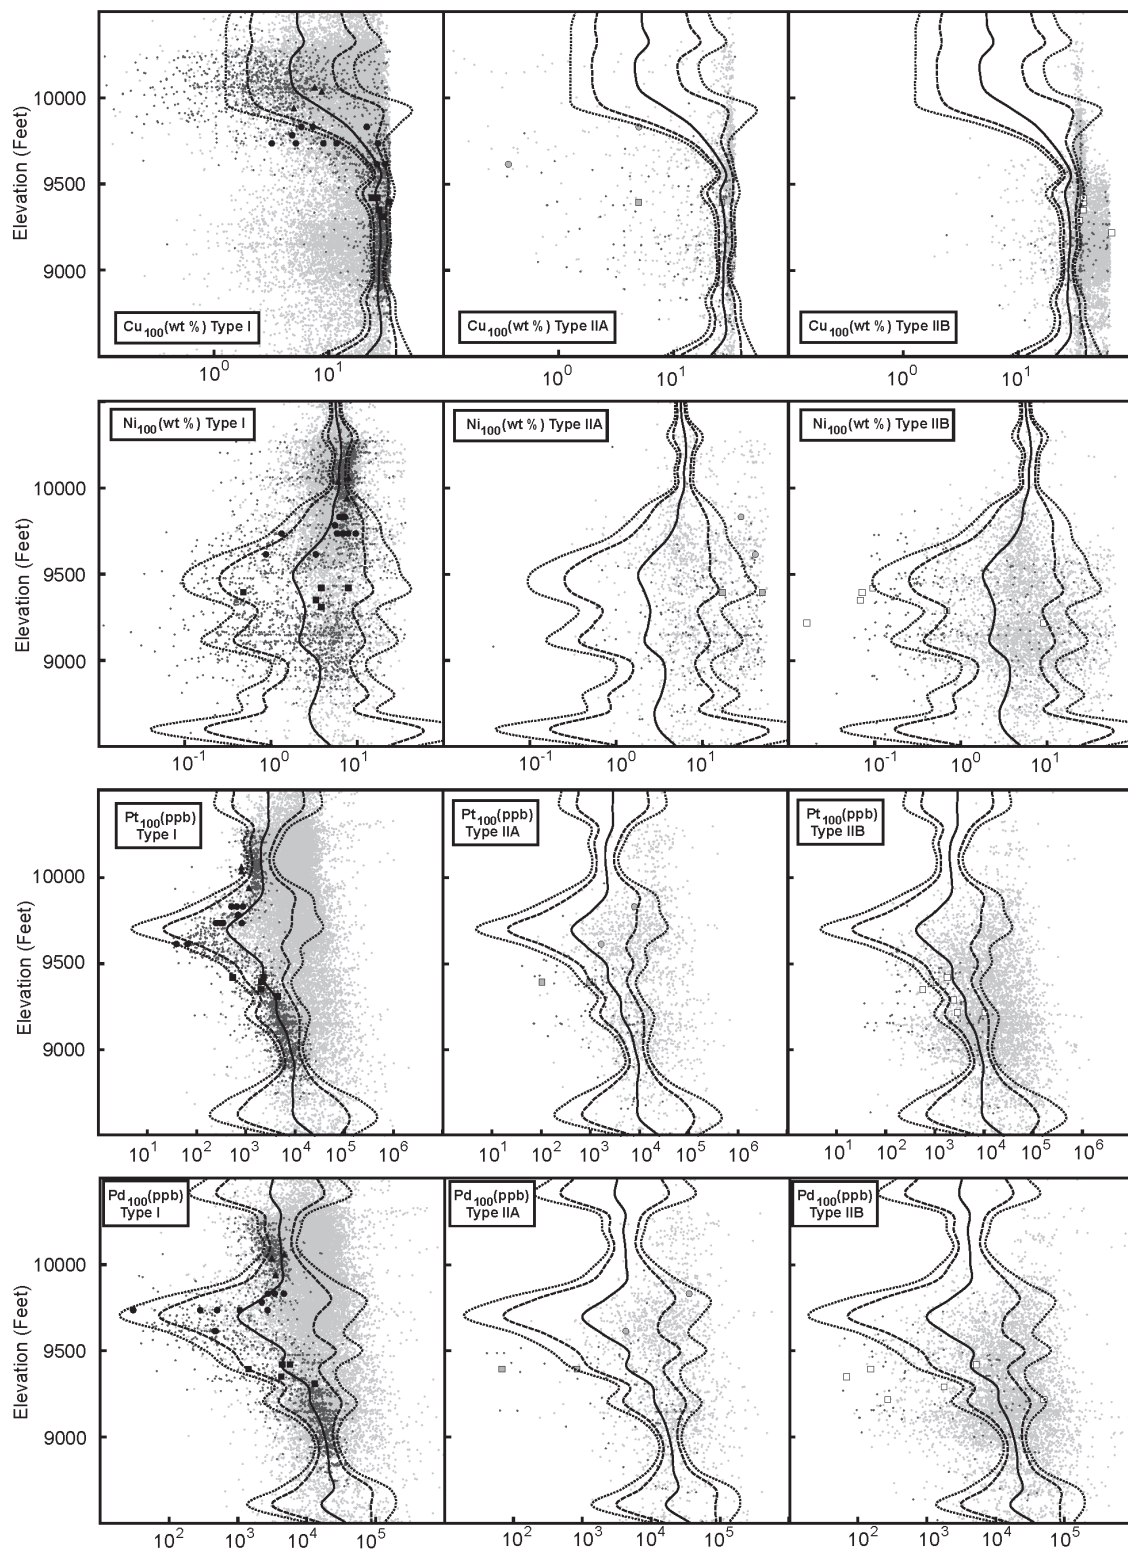 Elevation (Feet)
10000
9500
9000
Cu100(wt %) Type I
Cu100(wt %) Type IIA
Cu100(wt %) Type IIB
10^0 10^1 10^0 10^1 10^0 10^1
Elevation (Feet)
10000
9500
9000
Ni100(wt %) Type I
Ni100(wt %) Type IIA
Ni100(wt %) Type IIB
10^-1 10^0 10^1 10^-1 10^0 10^1 10^-1 10^0 10^1
Elevation (Feet)
10000
9500
9000
Pt100(ppb)
Type I
Pt100(ppb)
Type IIA
Pt100(ppb)
Type IIB
10^1 10^2 10^3 10^4 10^5 10^6 10^1 10^2 10^3 10^4 10^5 10^6 10^1 10^2 10^3 10^4 10^5 10^6
Elevation (Feet)
10000
9500
9000
Pd100(ppb)
Type I
Pd100(ppb)
Type IIA
Pd100(ppb)
Type IIB
10^2 10^3 10^4 10^5 10^2 10^3 10^4 10^5 10^2 10^3 10^4 10^5